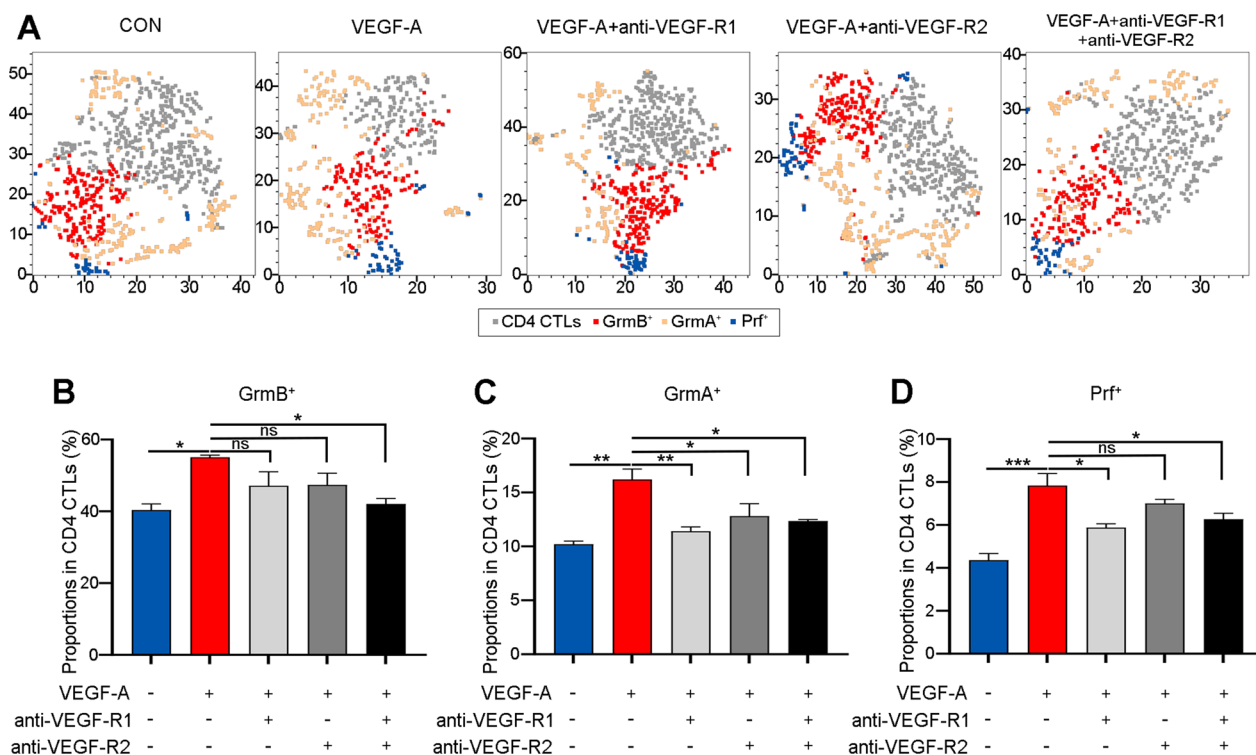 A
CON
VEGF-A
VEGF-A+anti-VEGF-R1
VEGF-A+anti-VEGF-R2
VEGF-A+anti-VEGF-R1
+anti-VEGF-R2
50
40
30
20
10
0
0 10 20 30 40
40
30
20
10
0
0 10 20 30
60
40
20
0
0 10 20 30 40
30
20
10
0
0 10 20 30 40 50
40
30
20
10
0
0 10 20 30
CD4 CTLs GrmB⁺ GrmA⁺ Prf⁺
B
GrmB⁺
Proportions in CD4 CTLs (%)
60
40
20
0
*
ns
ns
*
VEGF-A - + + + +
anti-VEGF-R1 - - + - +
anti-VEGF-R2 - - - + +
C
GrmA⁺
Proportions in CD4 CTLs (%)
20
15
10
5
0
**
**
*
*
VEGF-A - + + + +
anti-VEGF-R1 - - + - +
anti-VEGF-R2 - - - + +
D
Prf⁺
Proportions in CD4 CTLs (%)
10
8
6
4
2
0
***
*
ns
*
VEGF-A - + + + +
anti-VEGF-R1 - - + - +
anti-VEGF-R2 - - - + +